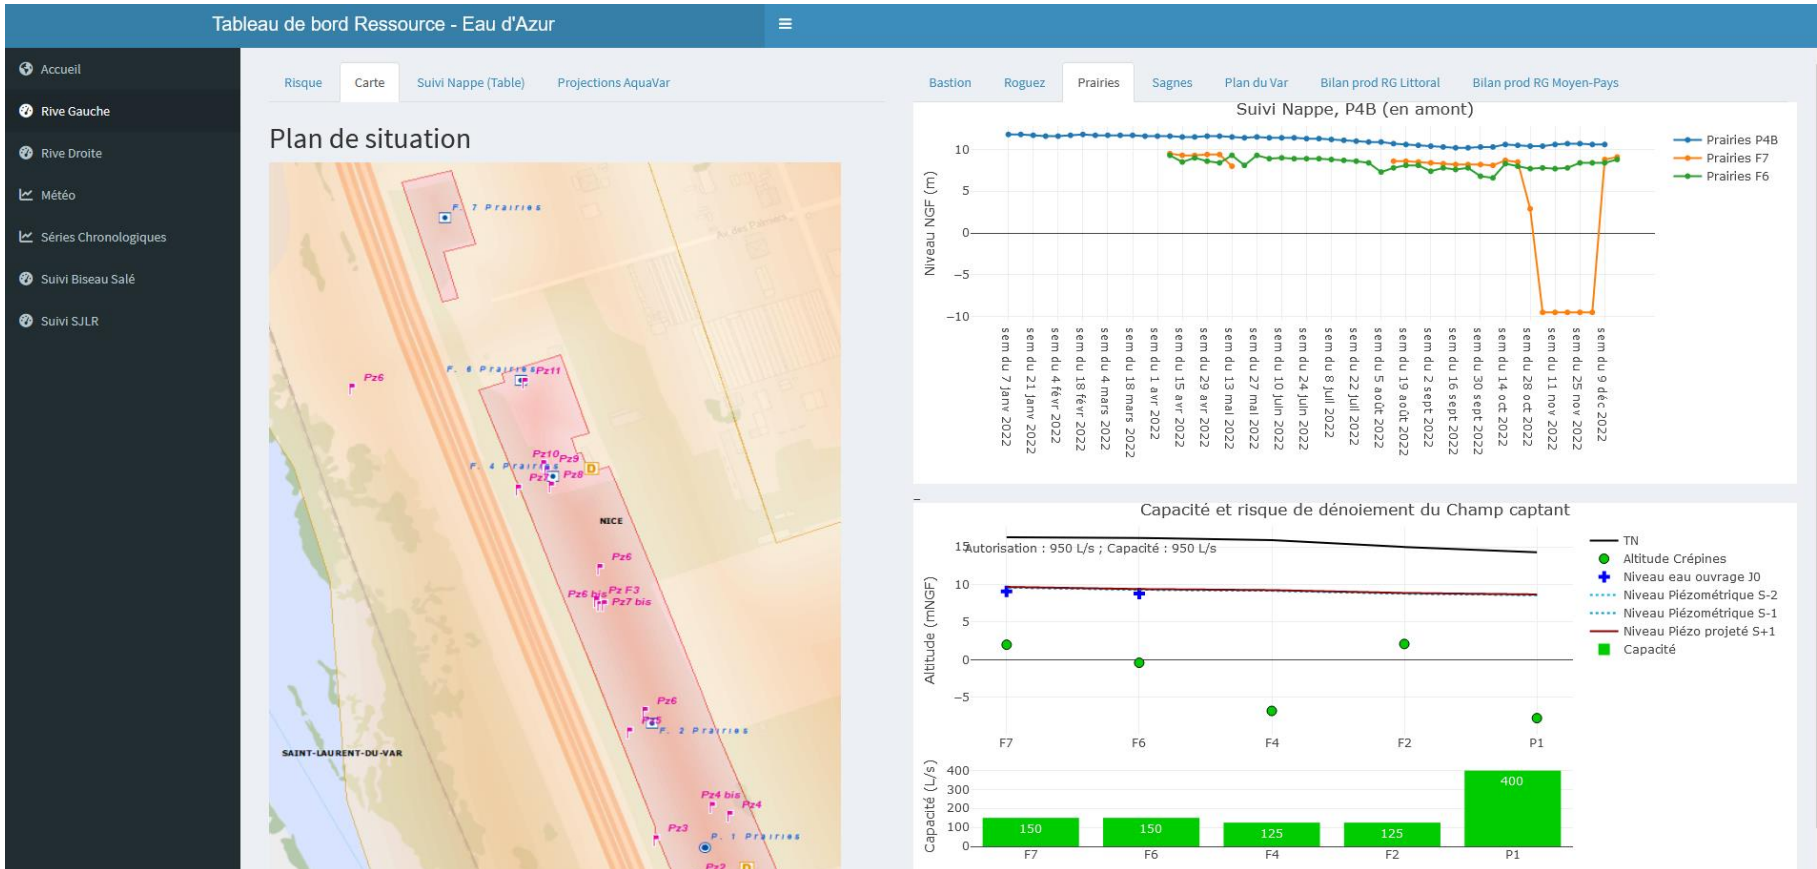 Tableau de bord Ressource - Eau d'Azur
Accueil
Rive Gauche
Rive Droite
Météo
Séries Chronologiques
Suivi Biseau Salé
Suivi SJLR
Risque
Carte
Suivi Nappe (Table)
Projections AquaVar
Plan de situation
F. 7 Prairies
Av. des Palmiers
Pz6
F. 6 Prairies
Pz11
Pz10
Pz9
F. 4 Prairies
D
Pz7
Pz8
NICE
Pz6
Pz6 bis
Pz F3
Pz7 bis
Pz6
Pz5
F. 2 Prairies
SAINT-LAURENT-DU-VAR
Pz4 bis
Pz4
Pz3
P. 1 Prairies
Pz2
D
Bastion
Roguez
Prairies
Sagnes
Plan du Var
Bilan prod RG Littoral
Bilan prod RG Moyen-Pays
Suivi Nappe, P4B (en amont)
Niveau NGF (m)
10
5
0
−5
−10
Prairies P4B
Prairies F7
Prairies F6
sem du 7 janv 2022
sem du 21 janv 2022
sem du 4 févr 2022
sem du 18 févr 2022
sem du 4 mars 2022
sem du 18 mars 2022
sem du 1 avr 2022
sem du 15 avr 2022
sem du 29 avr 2022
sem du 13 mai 2022
sem du 27 mai 2022
sem du 10 juin 2022
sem du 24 juin 2022
sem du 8 juil 2022
sem du 22 juil 2022
sem du 5 août 2022
sem du 19 août 2022
sem du 2 sept 2022
sem du 16 sept 2022
sem du 30 sept 2022
sem du 14 oct 2022
sem du 28 oct 2022
sem du 11 nov 2022
sem du 25 nov 2022
sem du 9 déc 2022
Capacité et risque de dénoiement du Champ captant
Autorisation : 950 L/s ; Capacité : 950 L/s
Altitude (mNGF)
15
10
5
0
−5
F7
F6
F4
F2
P1
TN
Altitude Crépines
Niveau eau ouvrage J0
Niveau Piézométrique S-2
Niveau Piézométrique S-1
Niveau Piézo projeté S+1
Capacité
Capacité (L/s)
400
300
200
100
0
150
150
125
125
400
F7
F6
F4
F2
P1